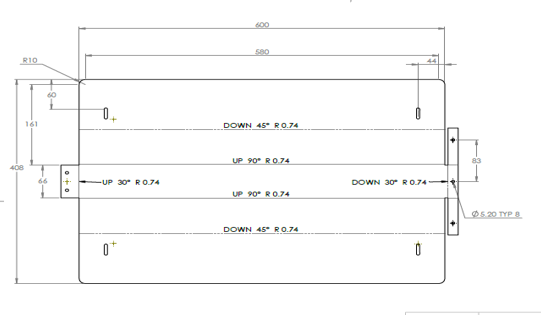 600
580
44
R10
60
161
DOWN 45° R 0.74
408
83
UP 90° R 0.74
66
UP 30° R 0.74
DOWN 30° R 0.74
UP 90° R 0.74
Ø 5.20 TYP 8
DOWN 45° R 0.74